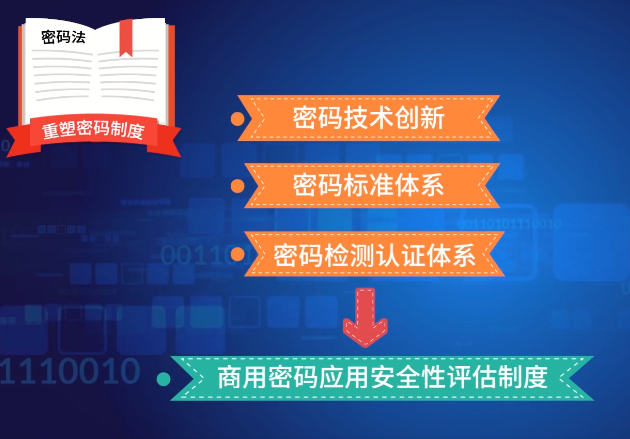 密码法
重塑密码制度
密码技术创新
密码标准体系
密码检测认证体系
商用密码应用安全性评估制度
1110010